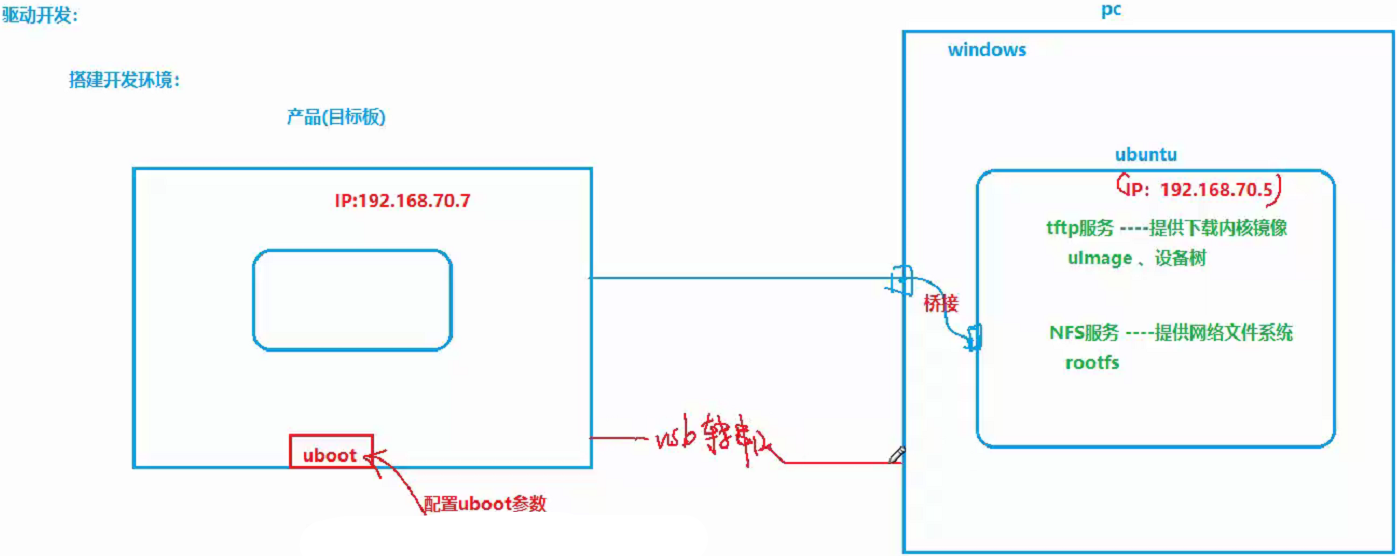 驱动开发：
搭建开发环境：
产品(目标板)
IP:192.168.70.7
uboot
配置uboot参数
usb转串口
桥接
pc
windows
ubuntu
IP: 192.168.70.5
tftp服务 ----提供下载内核镜像
uImage 、设备树
NFS服务 ----提供网络文件系统
rootfs